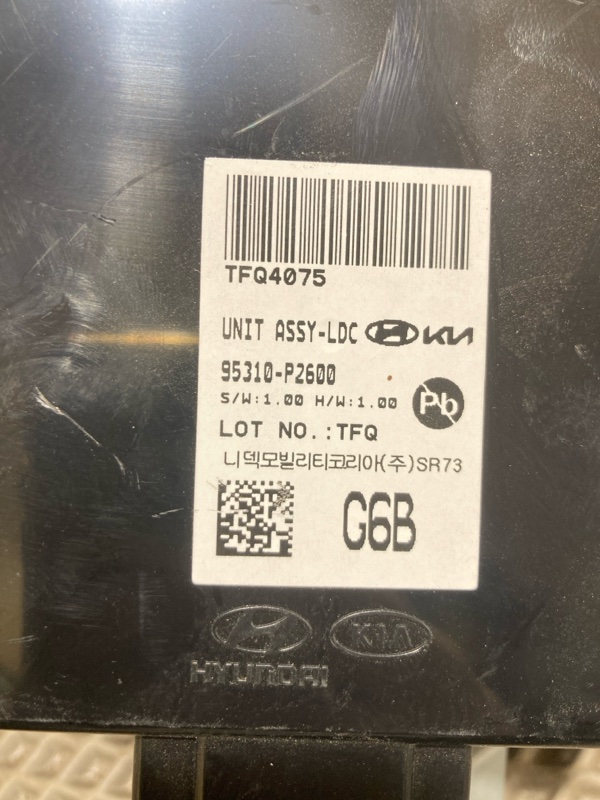 TFQ4075
UNIT ASSY-LDC KIA
95310-P2600
S/W:1.00 H/W:1.00 Pb
LOT NO.:TFQ
니덱모빌리티코리아(주)SR73
G6B
KIA
HYUNDAI